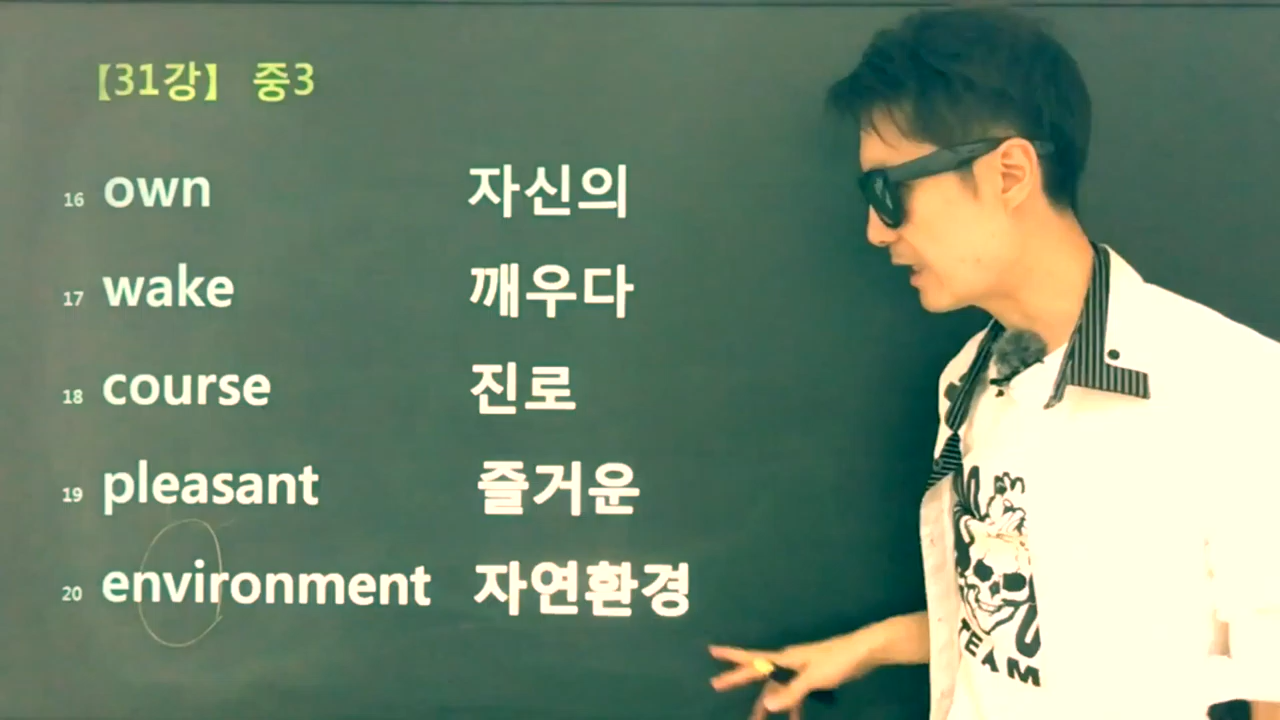 【31강】 중3
16 own 자신의
17 wake 깨우다
18 course 진로
19 pleasant 즐거운
20 environment 자연환경
TEAM